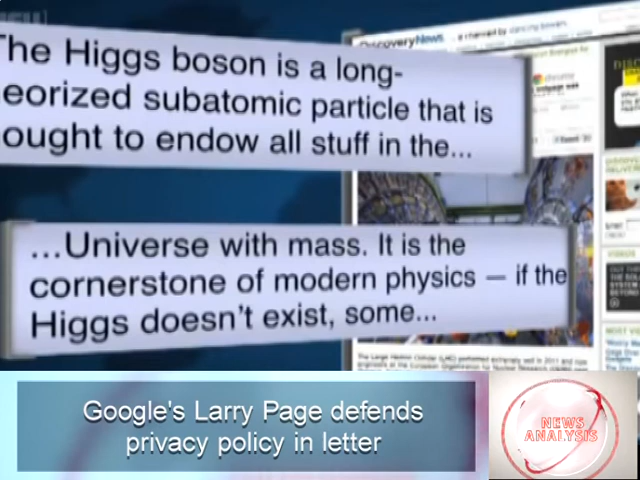 The Higgs boson is a long-
eorized subatomic particle that is
ought to endow all stuff in the...
...Universe with mass. It is the
cornerstone of modern physics – if the
Higgs doesn't exist, some...
DiscoveryNews
VIDEOS
Google's Larry Page defends
privacy policy in letter
NEWS
ANALYSIS